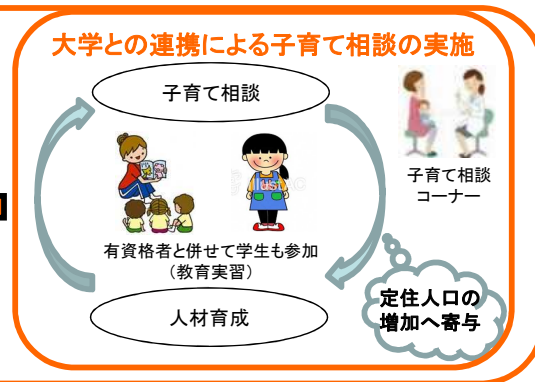 大学との連携による子育て相談の実施
子育て相談
子育て相談
コーナー
有資格者と併せて学生も参加
（教育実習）
定住人口の
増加へ寄与
人材育成